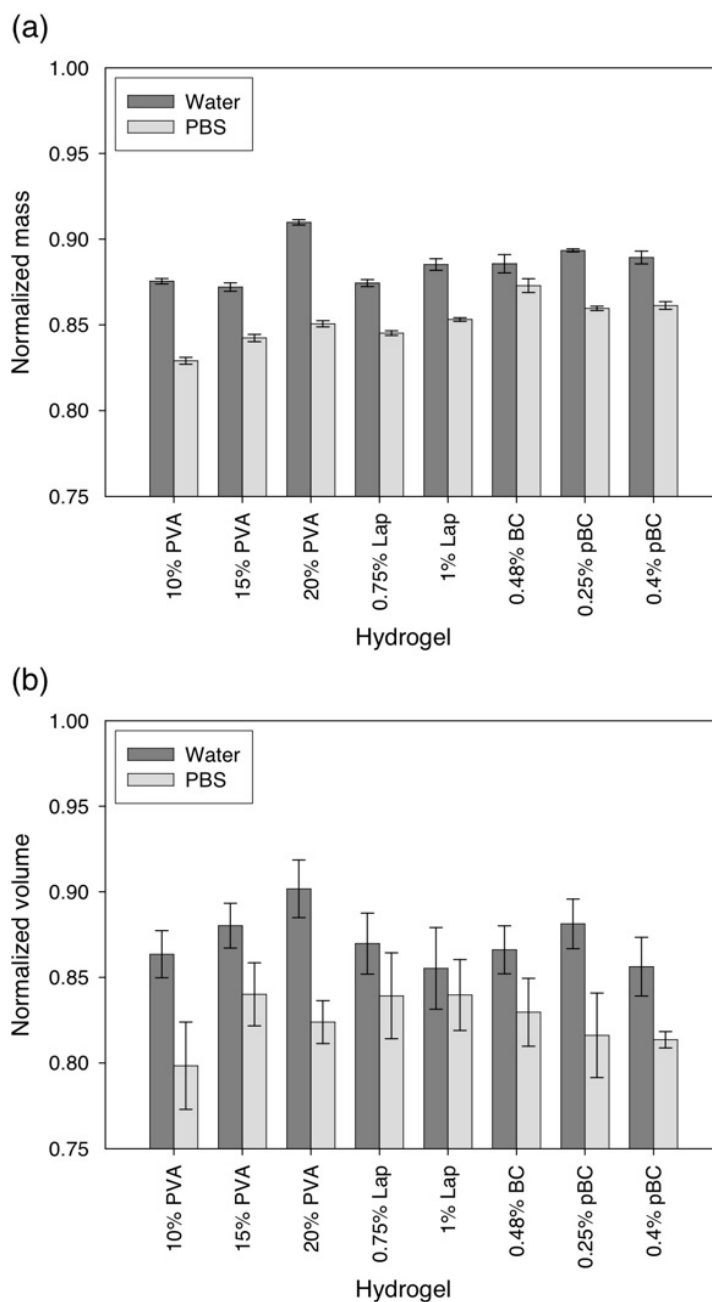 (a)
1.00
0.95
0.90
0.85
0.80
0.75
Normalized mass
Water
PBS
10% PVA
15% PVA
20% PVA
0.75% Lap
1% Lap
0.48% BC
0.25% pBC
0.4% pBC
Hydrogel
(b)
1.00
0.95
0.90
0.85
0.80
0.75
Normalized volume
Water
PBS
10% PVA
15% PVA
20% PVA
0.75% Lap
1% Lap
0.48% BC
0.25% pBC
0.4% pBC
Hydrogel